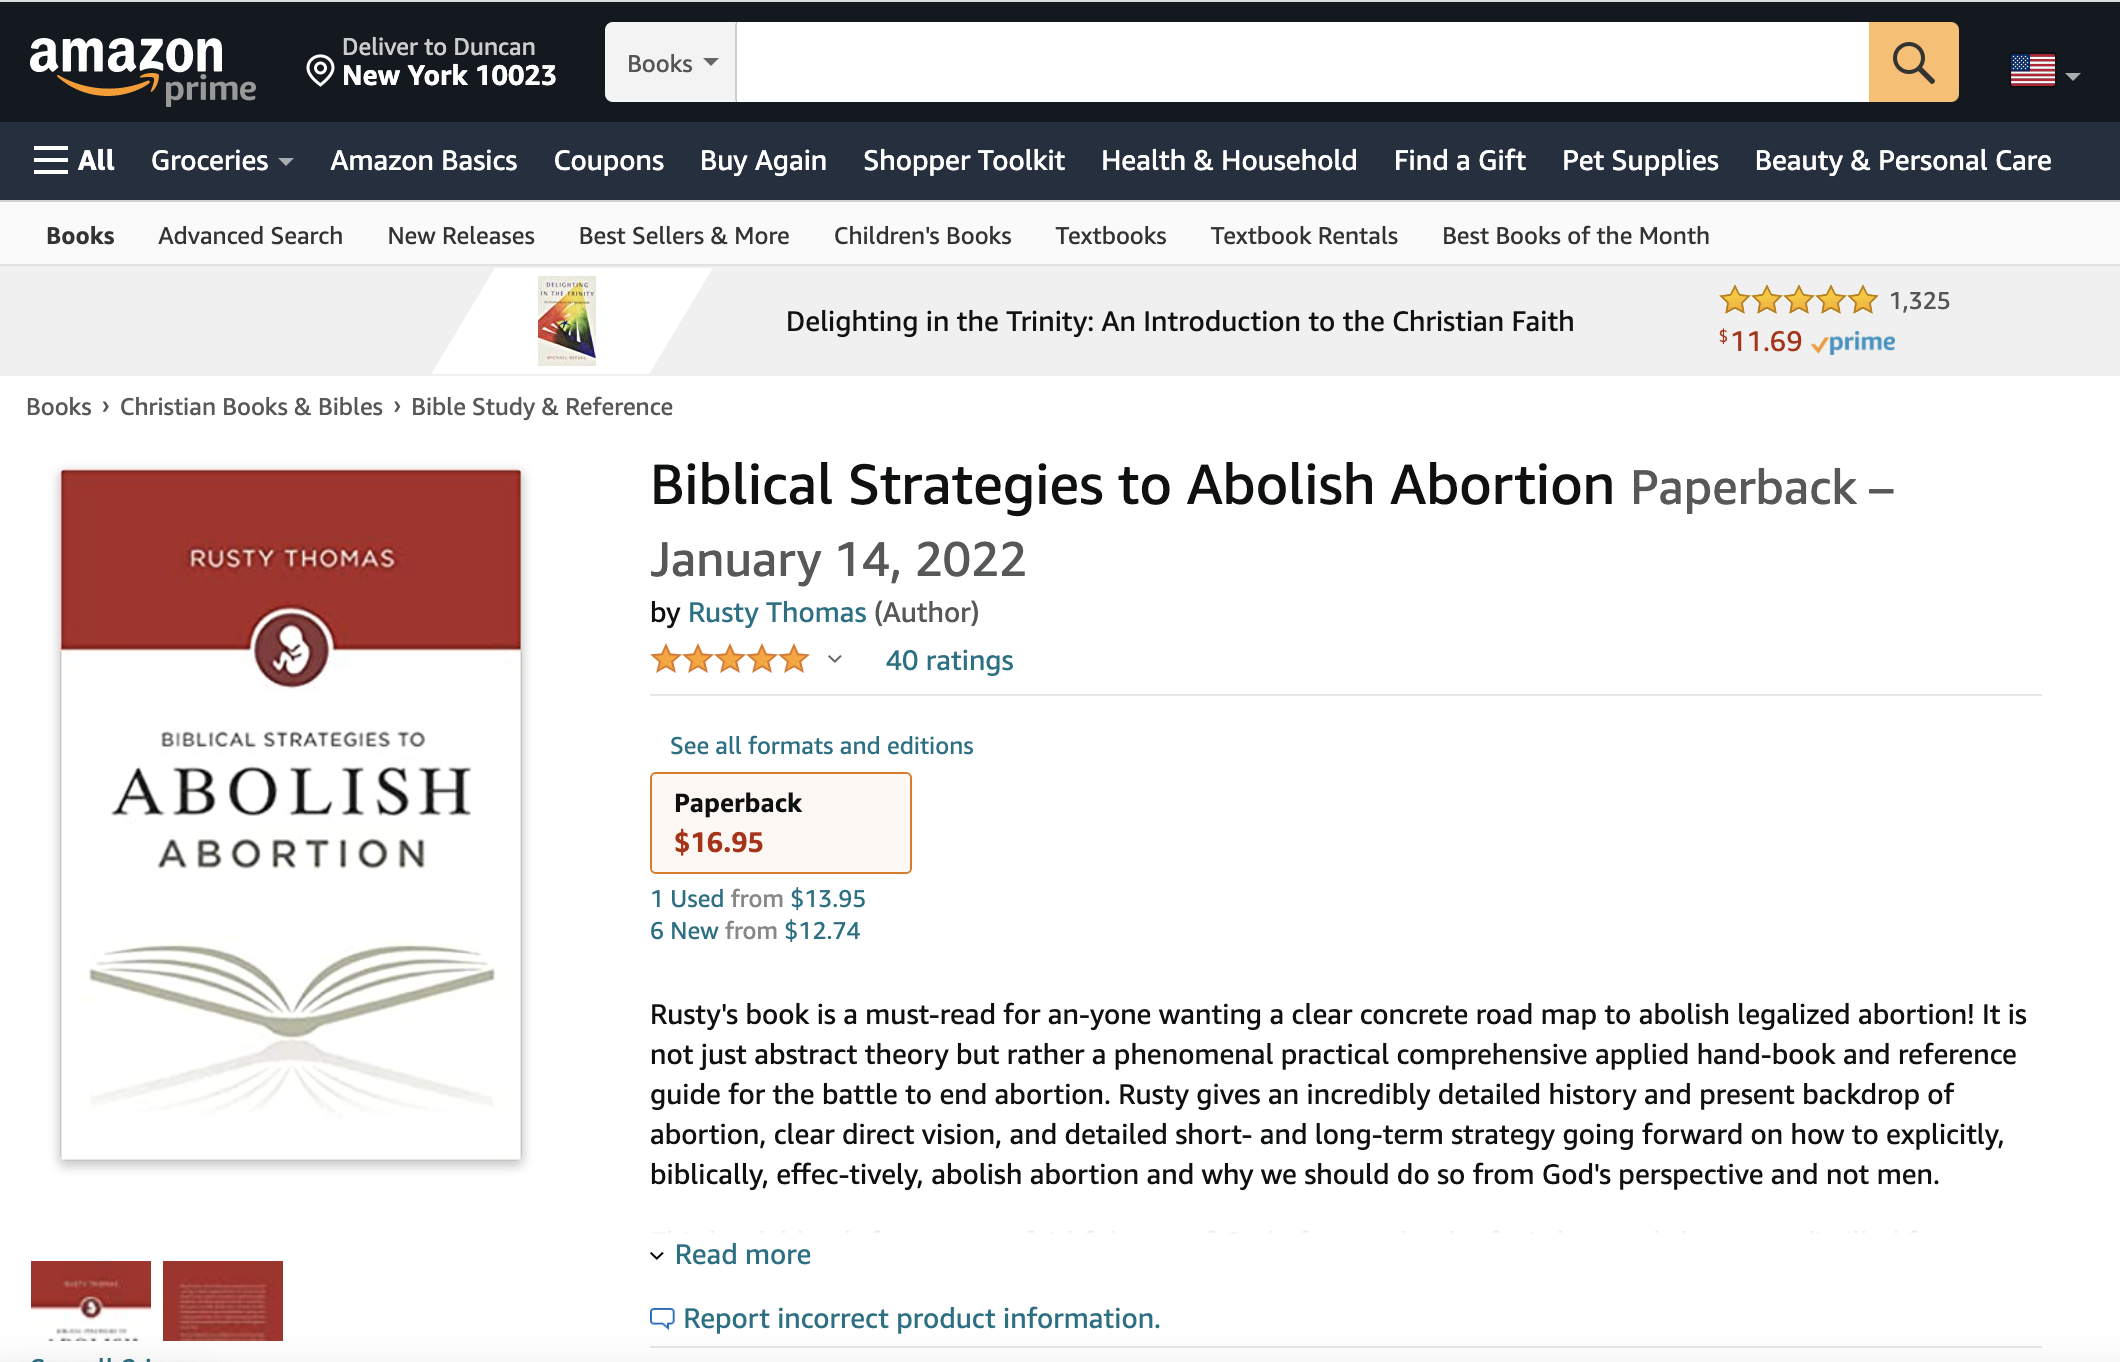 amazon prime
Deliver to Duncan
New York 10023
Books
All Groceries Amazon Basics Coupons Buy Again Shopper Toolkit Health & Household Find a Gift Pet Supplies Beauty & Personal Care
Books Advanced Search New Releases Best Sellers & More Children's Books Textbooks Textbook Rentals Best Books of the Month
DELIGHTING
IN THE TRINITY
MICHAEL REEVES
Delighting in the Trinity: An Introduction to the Christian Faith
1,325
$11.69 prime
Books › Christian Books & Bibles › Bible Study & Reference
RUSTY THOMAS
BIBLICAL STRATEGIES TO
ABOLISH
ABORTION
Biblical Strategies to Abolish Abortion Paperback –
January 14, 2022
by Rusty Thomas (Author)
40 ratings
See all formats and editions
Paperback
$16.95
1 Used from $13.95
6 New from $12.74
Rusty's book is a must-read for an-yone wanting a clear concrete road map to abolish legalized abortion! It is
not just abstract theory but rather a phenomenal practical comprehensive applied hand-book and reference
guide for the battle to end abortion. Rusty gives an incredibly detailed history and present backdrop of
abortion, clear direct vision, and detailed short- and long-term strategy going forward on how to explicitly,
biblically, effec-tively, abolish abortion and why we should do so from God's perspective and not men.
Read more
Report incorrect product information.
RUSTY THOMAS
BIBLICAL STRATEGIES TO